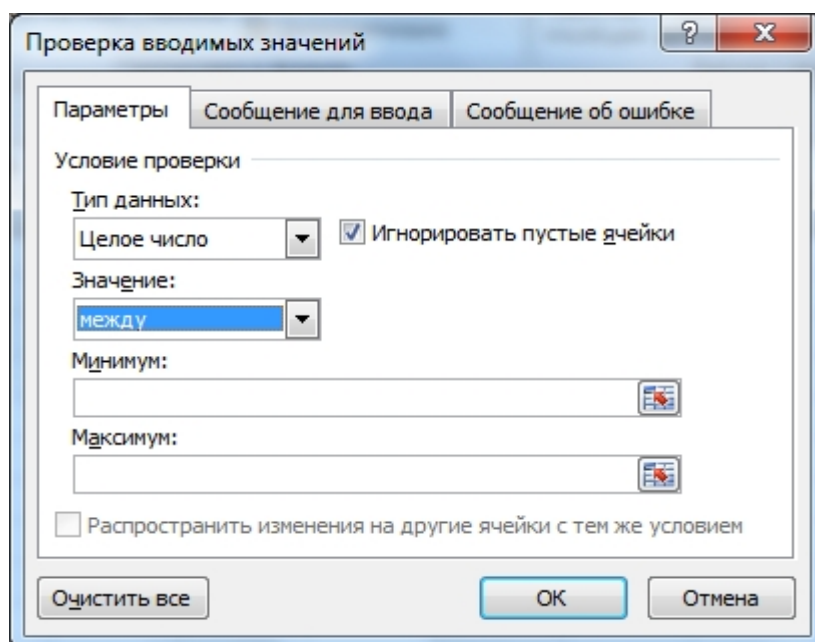 Проверка вводимых значений
Параметры
Сообщение для ввода
Сообщение об ошибке
Условие проверки
Тип данных:
Целое число
Игнорировать пустые ячейки
Значение:
между
Минимум:
Максимум:
Распространить изменения на другие ячейки с тем же условием
Очистить все
ОК
Отмена